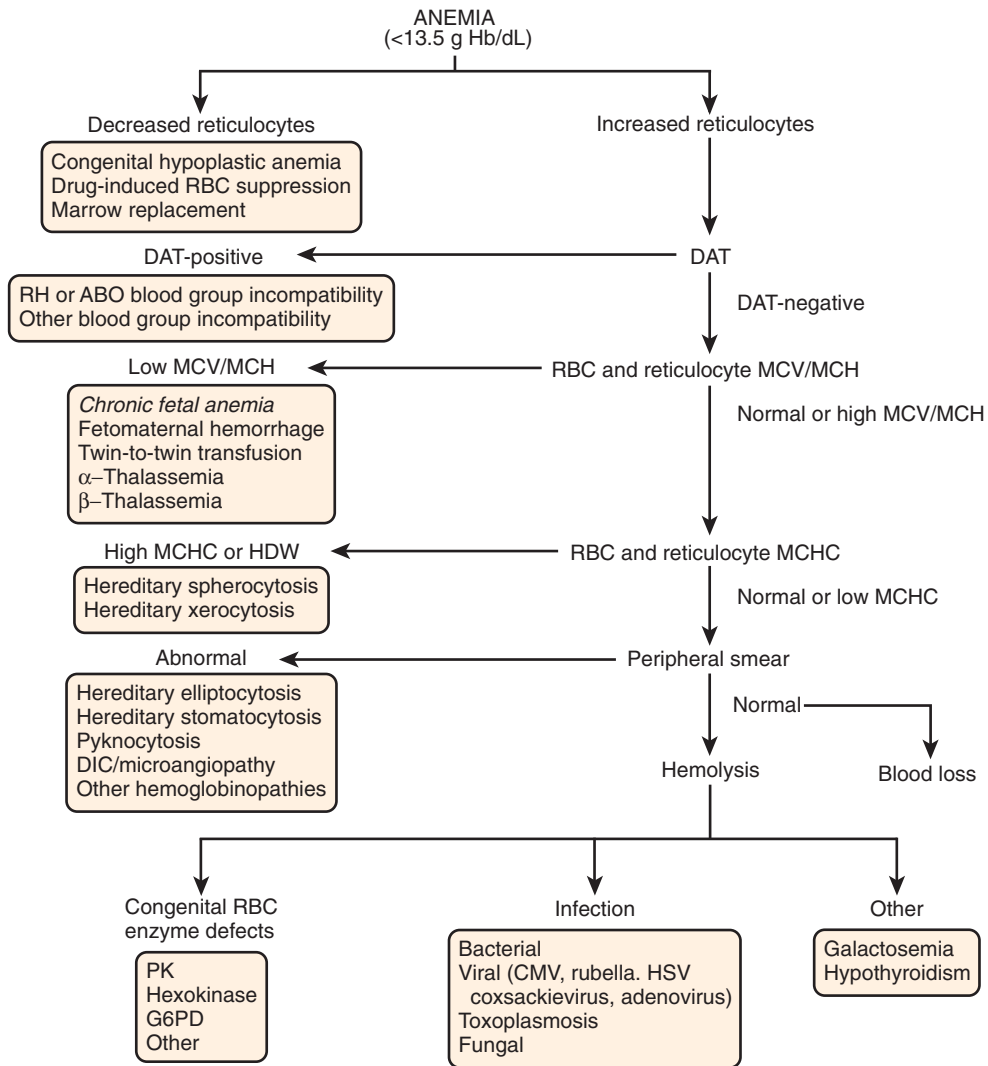 ANEMIA
(<13.5 g Hb/dL)
Decreased reticulocytes
Increased reticulocytes
Congenital hypoplastic anemia
Drug-induced RBC suppression
Marrow replacement
DAT-positive
DAT
RH or ABO blood group incompatibility
Other blood group incompatibility
DAT-negative
Low MCV/MCH
RBC and reticulocyte MCV/MCH
Chronic fetal anemia
Fetomaternal hemorrhage
Twin-to-twin transfusion
α–Thalassemia
β–Thalassemia
Normal or high MCV/MCH
High MCHC or HDW
RBC and reticulocyte MCHC
Hereditary spherocytosis
Hereditary xerocytosis
Normal or low MCHC
Abnormal
Peripheral smear
Hereditary elliptocytosis
Hereditary stomatocytosis
Pyknocytosis
DIC/microangiopathy
Other hemoglobinopathies
Normal
Hemolysis
Blood loss
Congenital RBC
enzyme defects
PK
Hexokinase
G6PD
Other
Infection
Bacterial
Viral (CMV, rubella. HSV
coxsackievirus, adenovirus)
Toxoplasmosis
Fungal
Other
Galactosemia
Hypothyroidism